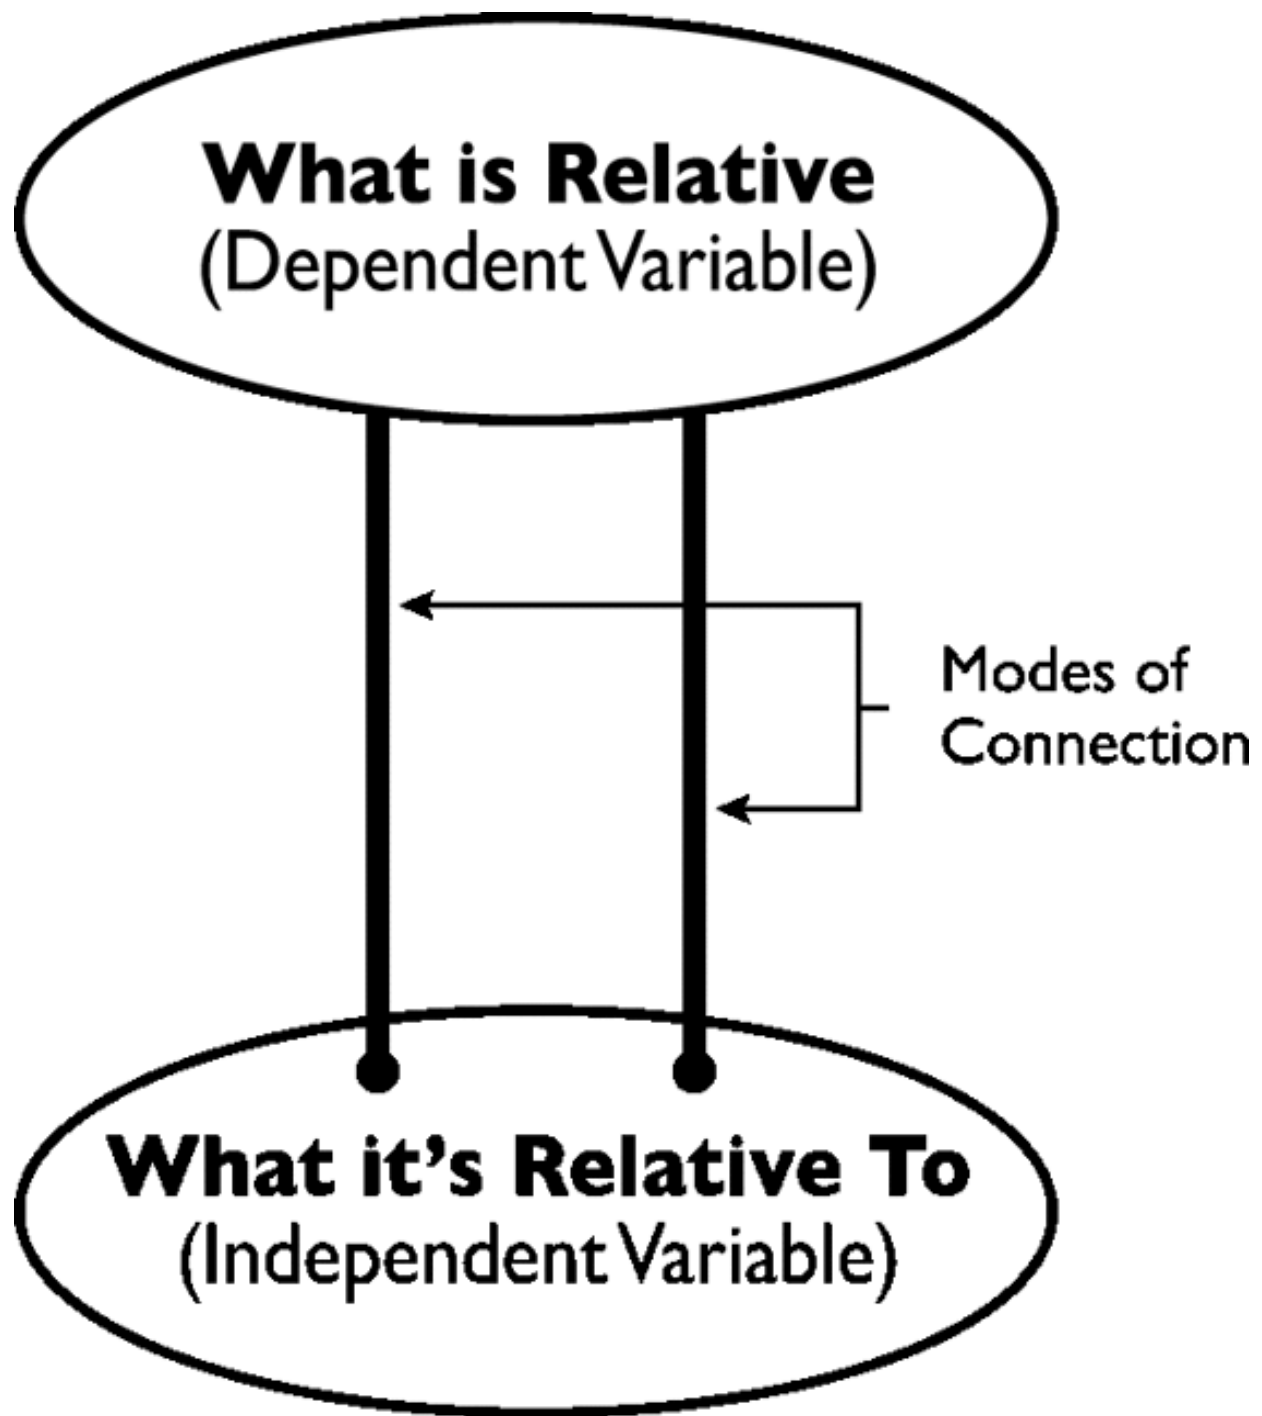 What is Relative
(Dependent Variable)
Modes of
Connection
What it’s Relative To
(Independent Variable)